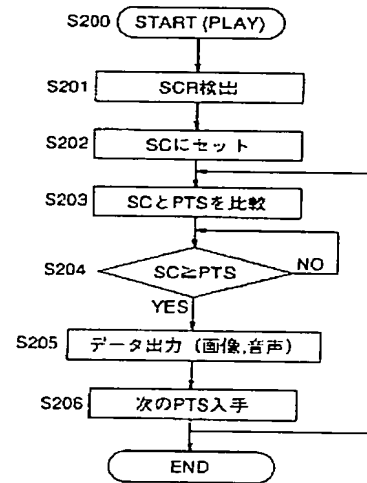 S200 START (PLAY)
S201 SCR検出
S202 SCにセット
S203 SCとPTSを比較
S204 SC≧PTS NO
YES
S205 データ出力 (画像,音声)
S206 次のPTS入手
END